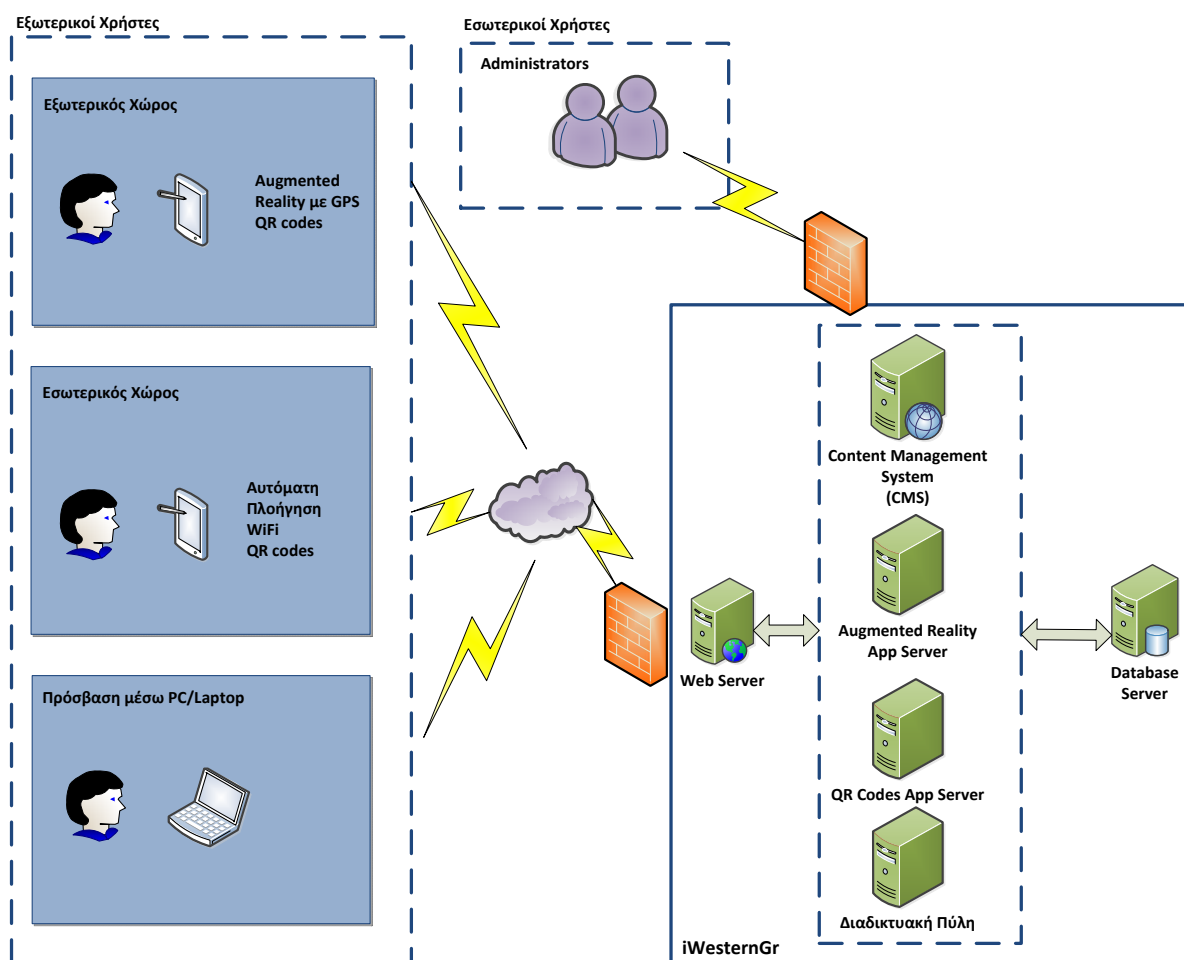 Εξωτερικοί Χρήστες
Εξωτερικός Χώρος
Augmented
Reality με GPS
QR codes
Εσωτερικός Χώρος
Αυτόματη
Πλοήγηση
WiFi
QR codes
Πρόσβαση μέσω PC/Laptop
Εσωτερικοί Χρήστες
Administrators
Content Management
System
(CMS)
Augmented Reality
App Server
Web Server
Database
Server
QR Codes App Server
Διαδικτυακή Πύλη
iWesternGr